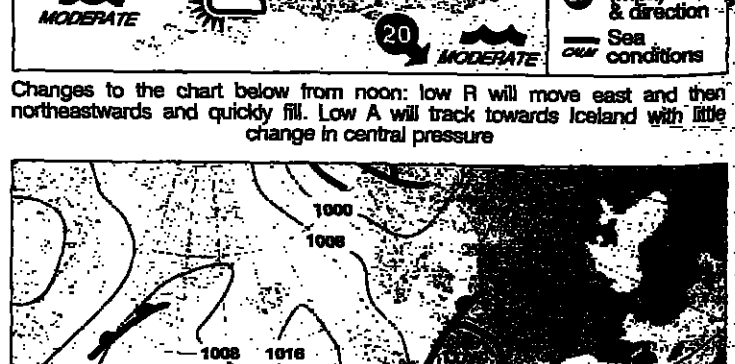 MODERATE
20
MODERATE
& direction
Sea
CALM conditions
Changes to the chart below from noon: low R will move east and then
northeastwards and quickly fill. Low A will track towards Iceland with little
change in central pressure
1000
1008
1008 1016